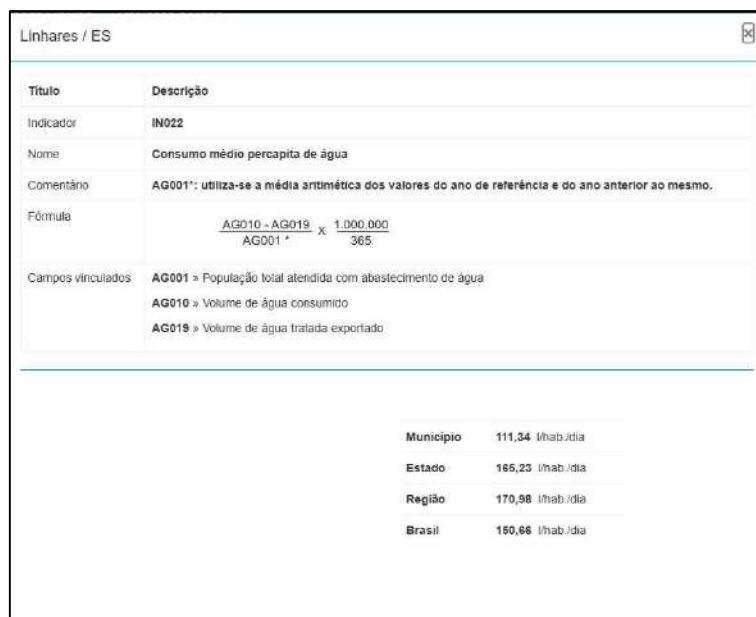 Linhares / ES
Título Descrição
Indicador IN022
Nome Consumo médio percapita de água
Comentário AG001*: utiliza-se a média aritimética dos valores do ano de referência e do ano anterior ao mesmo.
Fórmula
AG010 - AG019 x 1.000.000
AG001 * 365
Campos vinculados AG001 » População total atendida com abastecimento de água
AG010 » Volume de água consumido
AG019 » Volume de água tratada exportado
Município 111,34 l/hab./dia
Estado 165,23 l/hab./dia
Região 170,98 l/hab./dia
Brasil 150,66 l/hab./dia